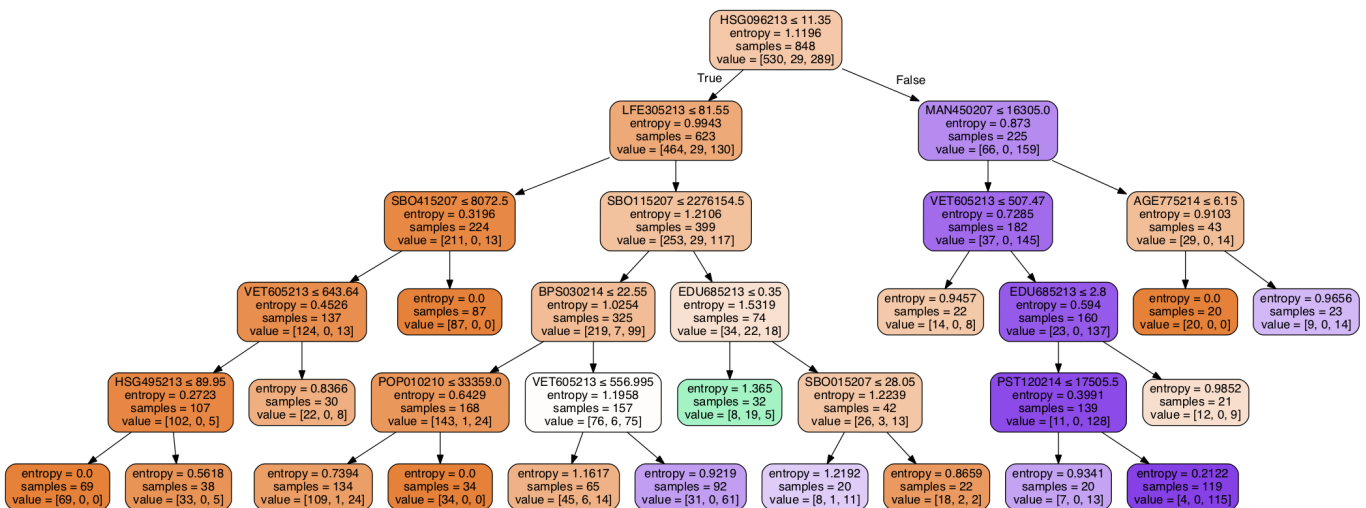 HSG096213 ≤ 11.35
entropy = 1.1196
samples = 848
value = [530, 29, 289]
True
False
LFE305213 ≤ 81.55
entropy = 0.9943
samples = 623
value = [464, 29, 130]
MAN450207 ≤ 16305.0
entropy = 0.873
samples = 225
value = [66, 0, 159]
SBO415207 ≤ 8072.5
entropy = 0.3196
samples = 224
value = [211, 0, 13]
SBO115207 ≤ 2276154.5
entropy = 1.2106
samples = 399
value = [253, 29, 117]
VET605213 ≤ 507.47
entropy = 0.7285
samples = 182
value = [37, 0, 145]
AGE775214 ≤ 6.15
entropy = 0.9103
samples = 43
value = [29, 0, 14]
VET605213 ≤ 643.64
entropy = 0.4526
samples = 137
value = [124, 0, 13]
entropy = 0.0
samples = 87
value = [87, 0, 0]
BPS030214 ≤ 22.55
entropy = 1.0254
samples = 325
value = [219, 7, 99]
EDU685213 ≤ 0.35
entropy = 1.5319
samples = 74
value = [34, 22, 18]
entropy = 0.9457
samples = 22
value = [14, 0, 8]
EDU685213 ≤ 2.8
entropy = 0.594
samples = 160
value = [23, 0, 137]
entropy = 0.0
samples = 20
value = [20, 0, 0]
entropy = 0.9656
samples = 23
value = [9, 0, 14]
HSG495213 ≤ 89.95
entropy = 0.2723
samples = 107
value = [102, 0, 5]
entropy = 0.8366
samples = 30
value = [22, 0, 8]
POP010210 ≤ 33359.0
entropy = 0.6429
samples = 168
value = [143, 1, 24]
VET605213 ≤ 556.995
entropy = 1.1958
samples = 157
value = [76, 6, 75]
entropy = 1.365
samples = 32
value = [8, 19, 5]
SBO015207 ≤ 28.05
entropy = 1.2239
samples = 42
value = [26, 3, 13]
PST120214 ≤ 17505.5
entropy = 0.3991
samples = 139
value = [11, 0, 128]
entropy = 0.9852
samples = 21
value = [12, 0, 9]
entropy = 0.0
samples = 69
value = [69, 0, 0]
entropy = 0.5618
samples = 38
value = [33, 0, 5]
entropy = 0.7394
samples = 134
value = [109, 1, 24]
entropy = 0.0
samples = 34
value = [34, 0, 0]
entropy = 1.1617
samples = 65
value = [45, 6, 14]
entropy = 0.9219
samples = 92
value = [31, 0, 61]
entropy = 1.2192
samples = 20
value = [8, 1, 11]
entropy = 0.8659
samples = 22
value = [18, 2, 2]
entropy = 0.9341
samples = 20
value = [7, 0, 13]
entropy = 0.2122
samples = 119
value = [4, 0, 115]